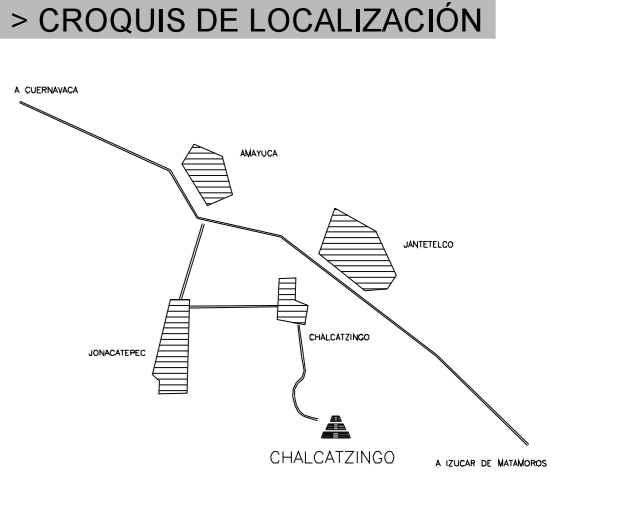 > CROQUIS DE LOCALIZACIÓN
A CUERNAVACA
AMAYUCA
JANTETELCO
CHALCATZINGO
JONACATEPEC
CHALCATZINGO
A IZUCAR DE MATAMOROS